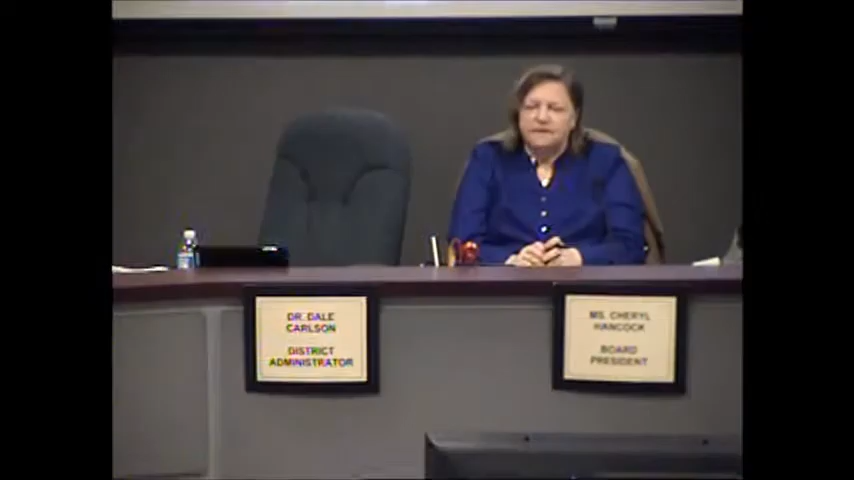 DR. DALE
CARLSON
DISTRICT
ADMINISTRATOR
MS. CHERYL
HANCOCK
BOARD
PRESIDENT